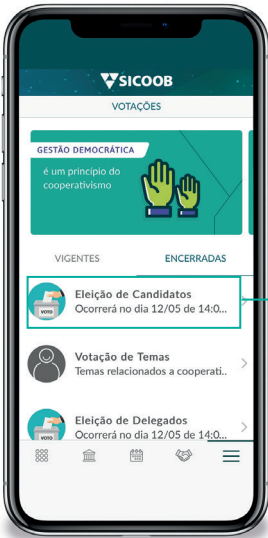 SICOOB
VOTAÇÕES
GESTÃO DEMOCRÁTICA
é um princípio do
cooperativismo
VIGENTES ENCERRADAS
Eleição de Candidatos
Ocorrerá no dia 12/05 de 14:0...
VOTO
Votação de Temas
Temas relacionados a cooperati..
Eleição de Delegados
Ocorrerá no dia 12/05 de 14:0...
VOTO